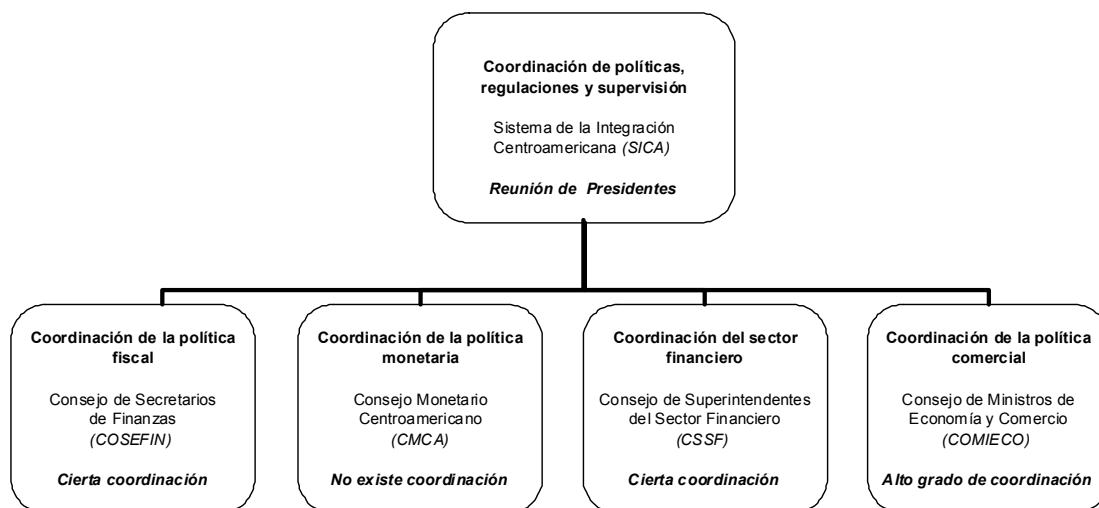 Coordinación de políticas,
regulaciones y supervisión
Sistema de la Integración
Centroamericana (SICA)
Reunión de Presidentes
Coordinación de la política
fiscal
Consejo de Secretarios
de Finanzas
(COSEFIN)
Cierta coordinación
Coordinación de la política
monetaria
Consejo Monetario
Centroamericano
(CMCA)
No existe coordinación
Coordinación del sector
financiero
Consejo de Superintendentes
del Sector Financiero
(CSSF)
Cierta coordinación
Coordinación de la política
comercial
Consejo de Ministros de
Economía y Comercio
(COMIECO)
Alto grado de coordinación